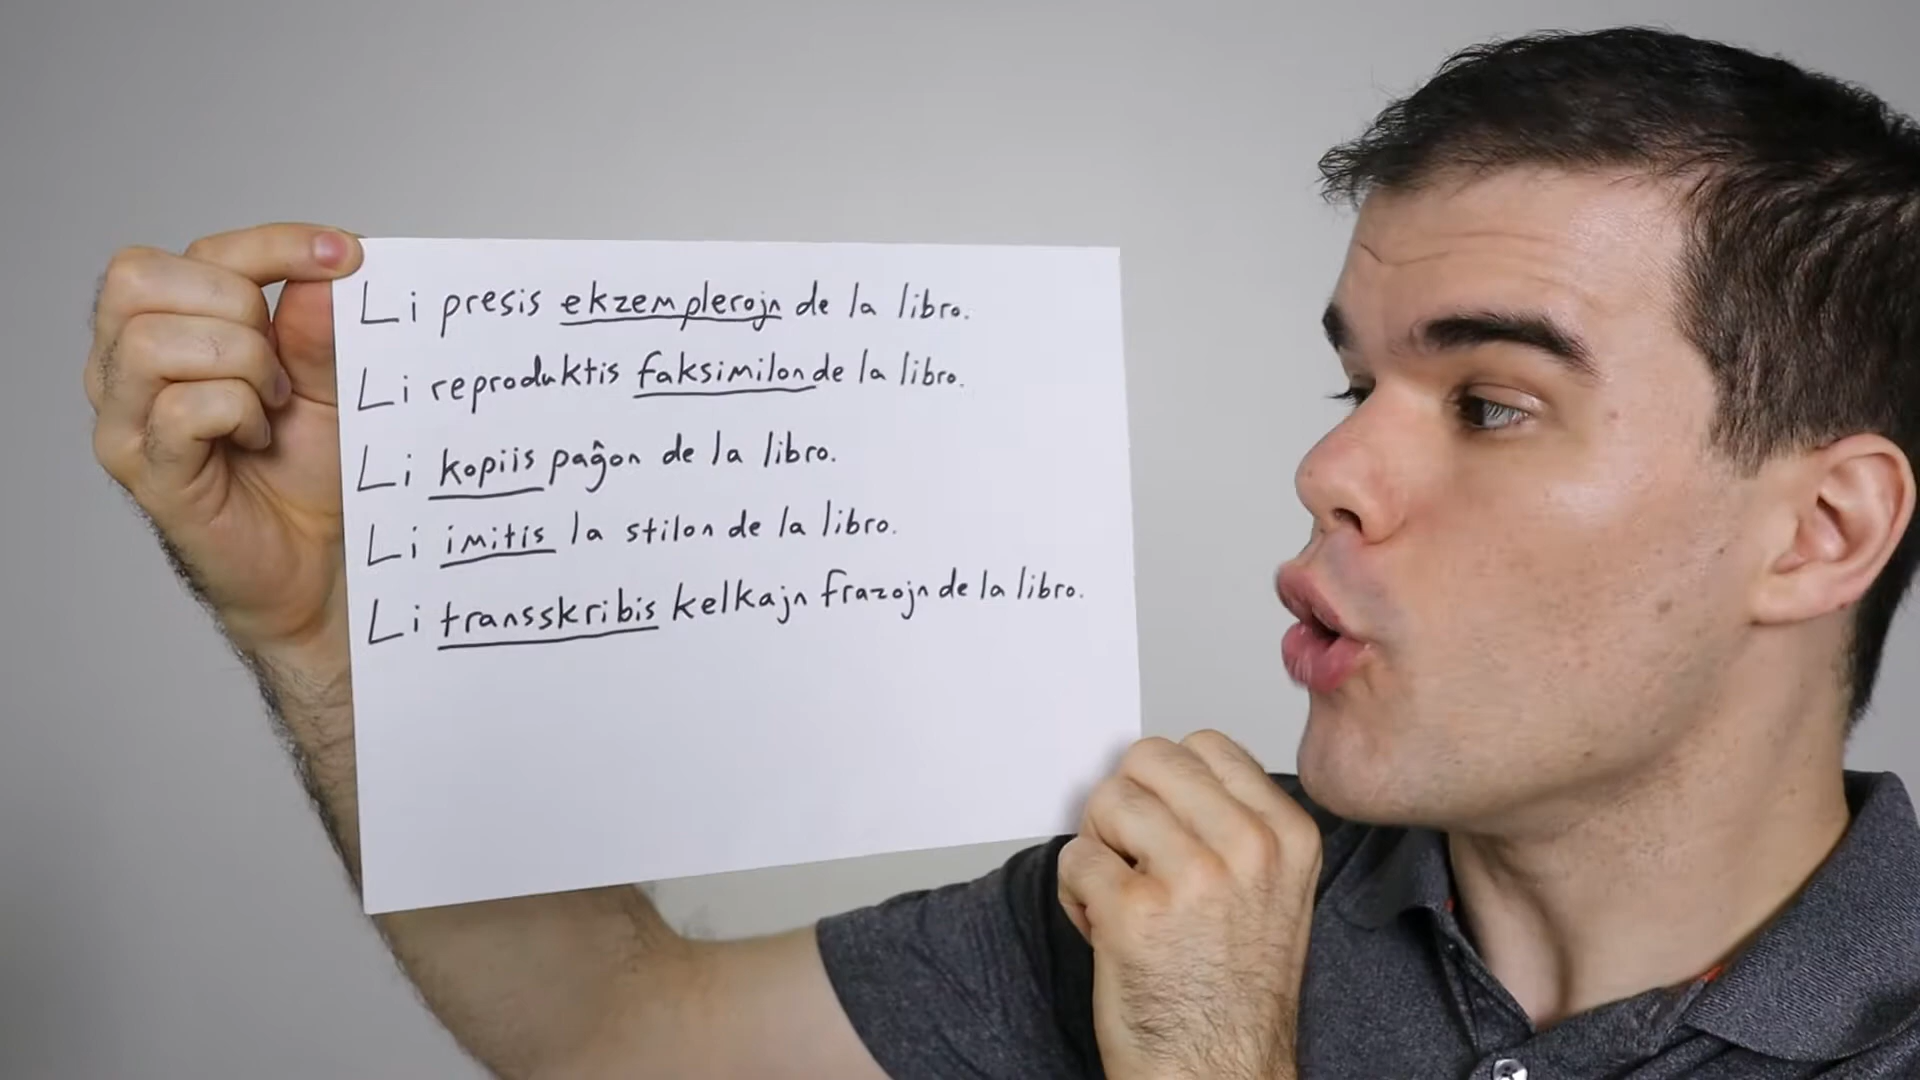 Li presis ekzemplerojn de la libro.
Li reproduktis faksimilon de la libro.
Li kopiis paĝon de la libro.
Li imitis la stilon de la libro.
Li transskribis kelkajn frazojn de la libro.